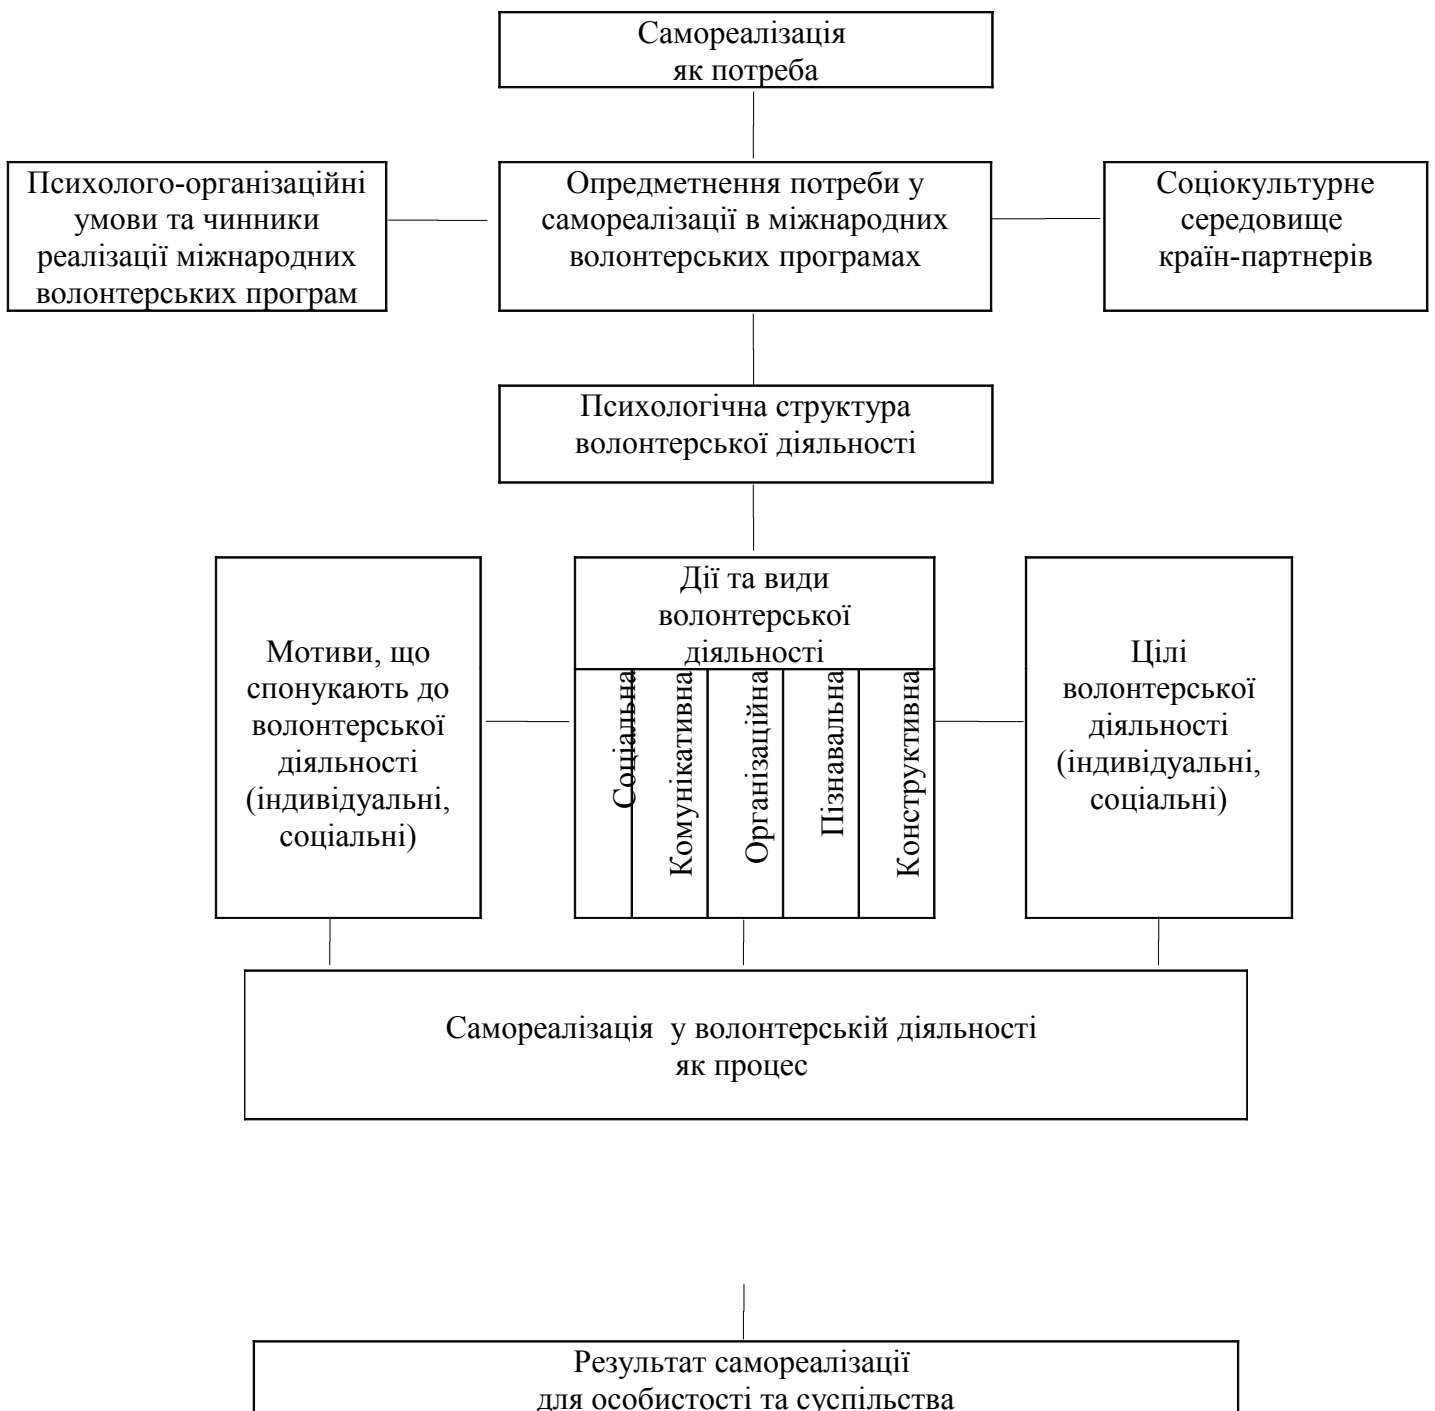 Самореалізація
як потреба
Психолого-організаційні
умови та чинники
реалізації міжнародних
волонтерських програм
Опредметнення потреби у
самореалізації в міжнародних
волонтерських програмах
Соціокультурне
середовище
країн-партнерів
Психологічна структура
волонтерської діяльності
Мотиви, що
спонукають до
волонтерської
діяльності
(індивідуальні,
соціальні)
Дії та види
волонтерської
діяльності
Соціальна
Комунікативна
Організаційна
Пізнавальна
Конструктивна
Цілі
волонтерської
діяльності
(індивідуальні,
соціальні)
Самореалізація у волонтерській діяльності
як процес
Результат самореалізації
для особистості та суспільства